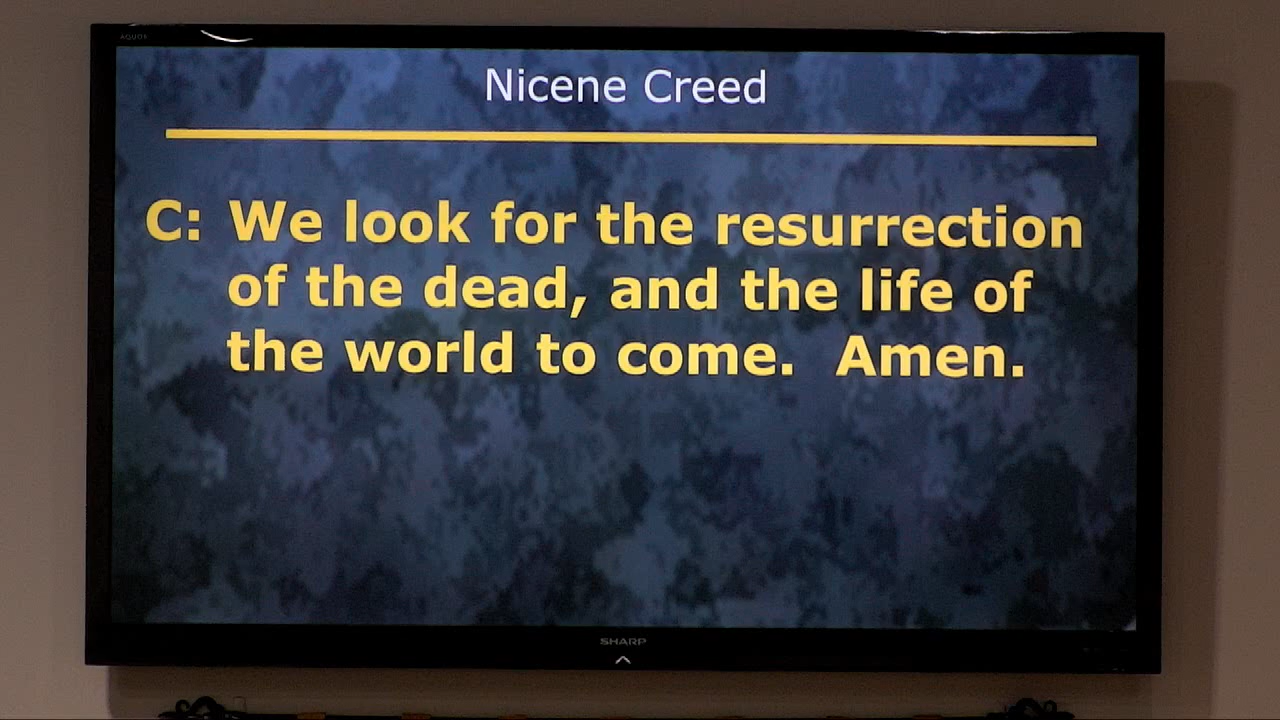 AQUOS
Nicene Creed
C: We look for the resurrection
of the dead, and the life of
the world to come. Amen.
SHARP